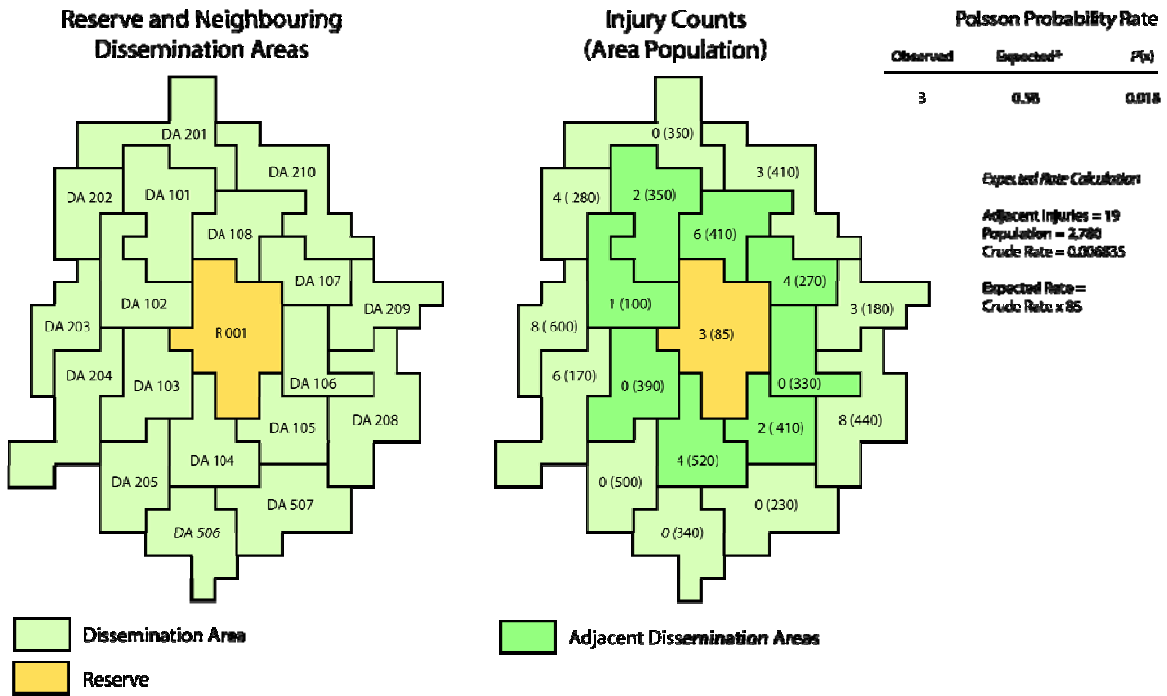 Reserve and Neighbouring
Dissemination Areas
DA 201
DA 210
DA 202
DA 101
DA 108
DA 107
DA 102
DA 209
DA 203
R 001
DA 204
DA 103
DA 106
DA 208
DA 105
DA 104
DA 205
DA 507
DA 506
Dissemination Area
Reserve
Injury Counts
(Area Population)
0 (350)
3 (410)
4 ( 280)
2 (350)
6 (410)
4 (270)
1 (100)
3 (180)
8 ( 600)
3 (85)
6 (170)
0 (390)
0 (330)
8 (440)
2 ( 410)
4 (520)
0 (500)
0 (230)
0 (340)
Adjacent Dissemination Areas
Poisson Probability Rate
Observed Expected* P(x)
3 0.58 0.018
Expected Rate Calculation
Adjacent Injuries = 19
Population = 2,780
Crude Rate = 0.006835
Expected Rate =
Crude Rate x 85